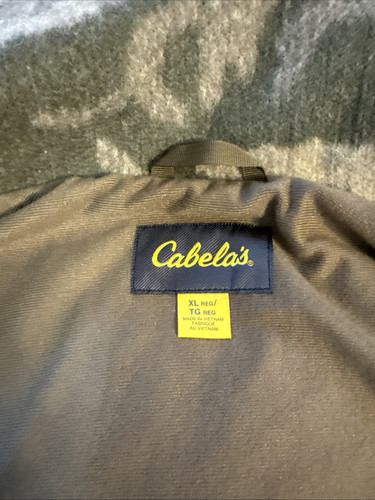 Cabela's®
XL REG/
TG REG
MADE IN VIETNAM
FABRIQUÉ
AU VIETNAM